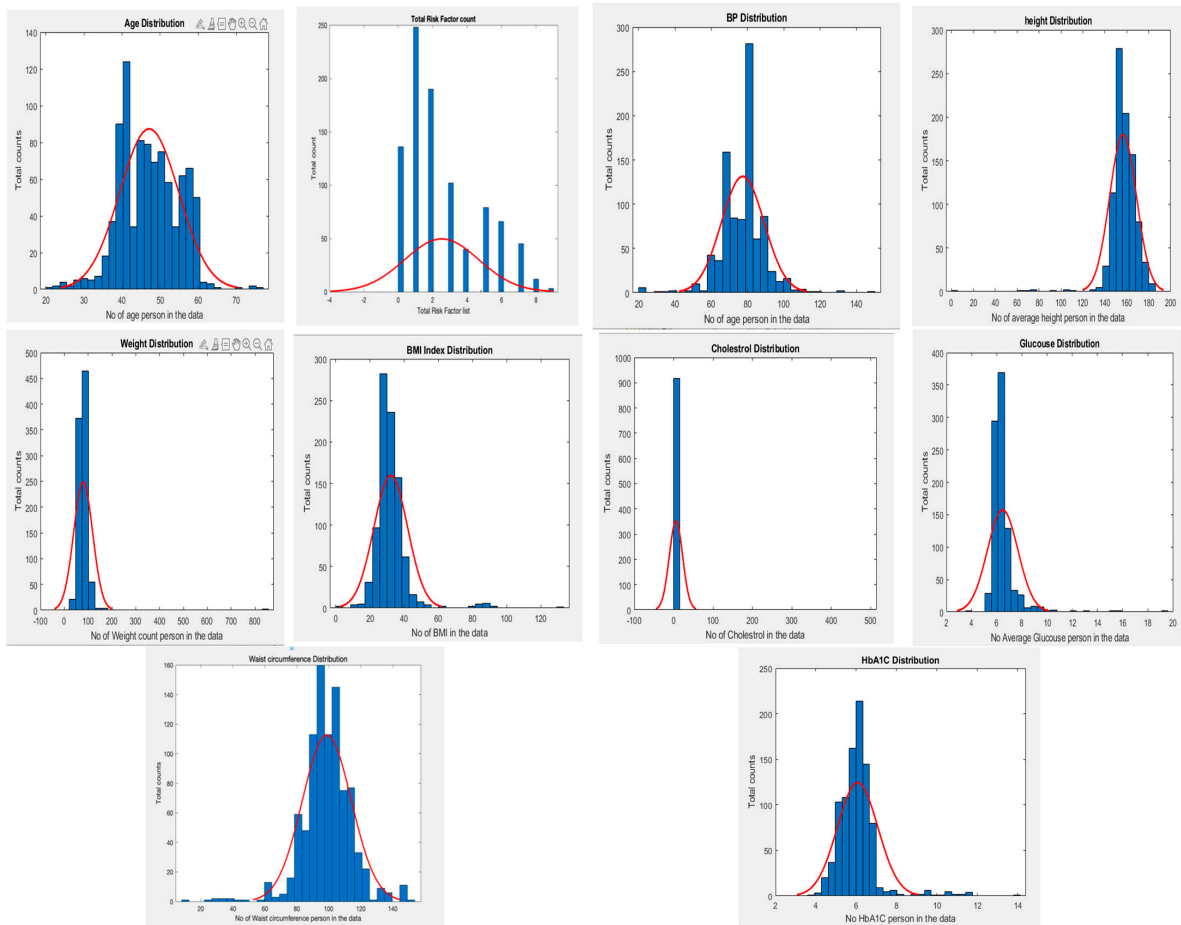 Age Distribution
Total counts
140
120
100
80
60
40
20
0
20 30 40 50 60 70
No of age person in the data
Total Risk Factor count
Total count
250
200
150
100
50
0
-4 -2 0 2 4 6 8
Total Risk Factor list
BP Distribution
Total counts
300
250
200
150
100
50
0
20 40 60 80 100 120 140
No of age person in the data
height Distribution
Total counts
300
250
200
150
100
50
0
0 20 40 60 80 100 120 140 160 180 200
No of average height person in the data
Weight Distribution
Total counts
500
450
400
350
300
250
200
150
100
50
0
-100 0 100 200 300 400 500 600 700 800 900
No of Weight count person in the data
BMI Index Distribution
Total counts
300
250
200
150
100
50
0
0 20 40 60 80 100 120
No of BMI in the data
Cholestrol Distribution
Total counts
1000
900
800
700
600
500
400
300
200
100
0
-100 0 100 200 300 400 500
No of Cholestrol in the data
Glucouse Distribution
Total counts
400
350
300
250
200
150
100
50
0
2 4 6 8 10 12 14 16 18 20
No Average Glucouse person in the data
Waist circumference Distribution
Total counts
160
140
120
100
80
60
40
20
0
20 40 60 80 100 120 140
No of Waist circumference person in the data
HbA1C Distribution
Total counts
250
200
150
100
50
0
2 4 6 8 10 12 14
No HbA1C person in the data